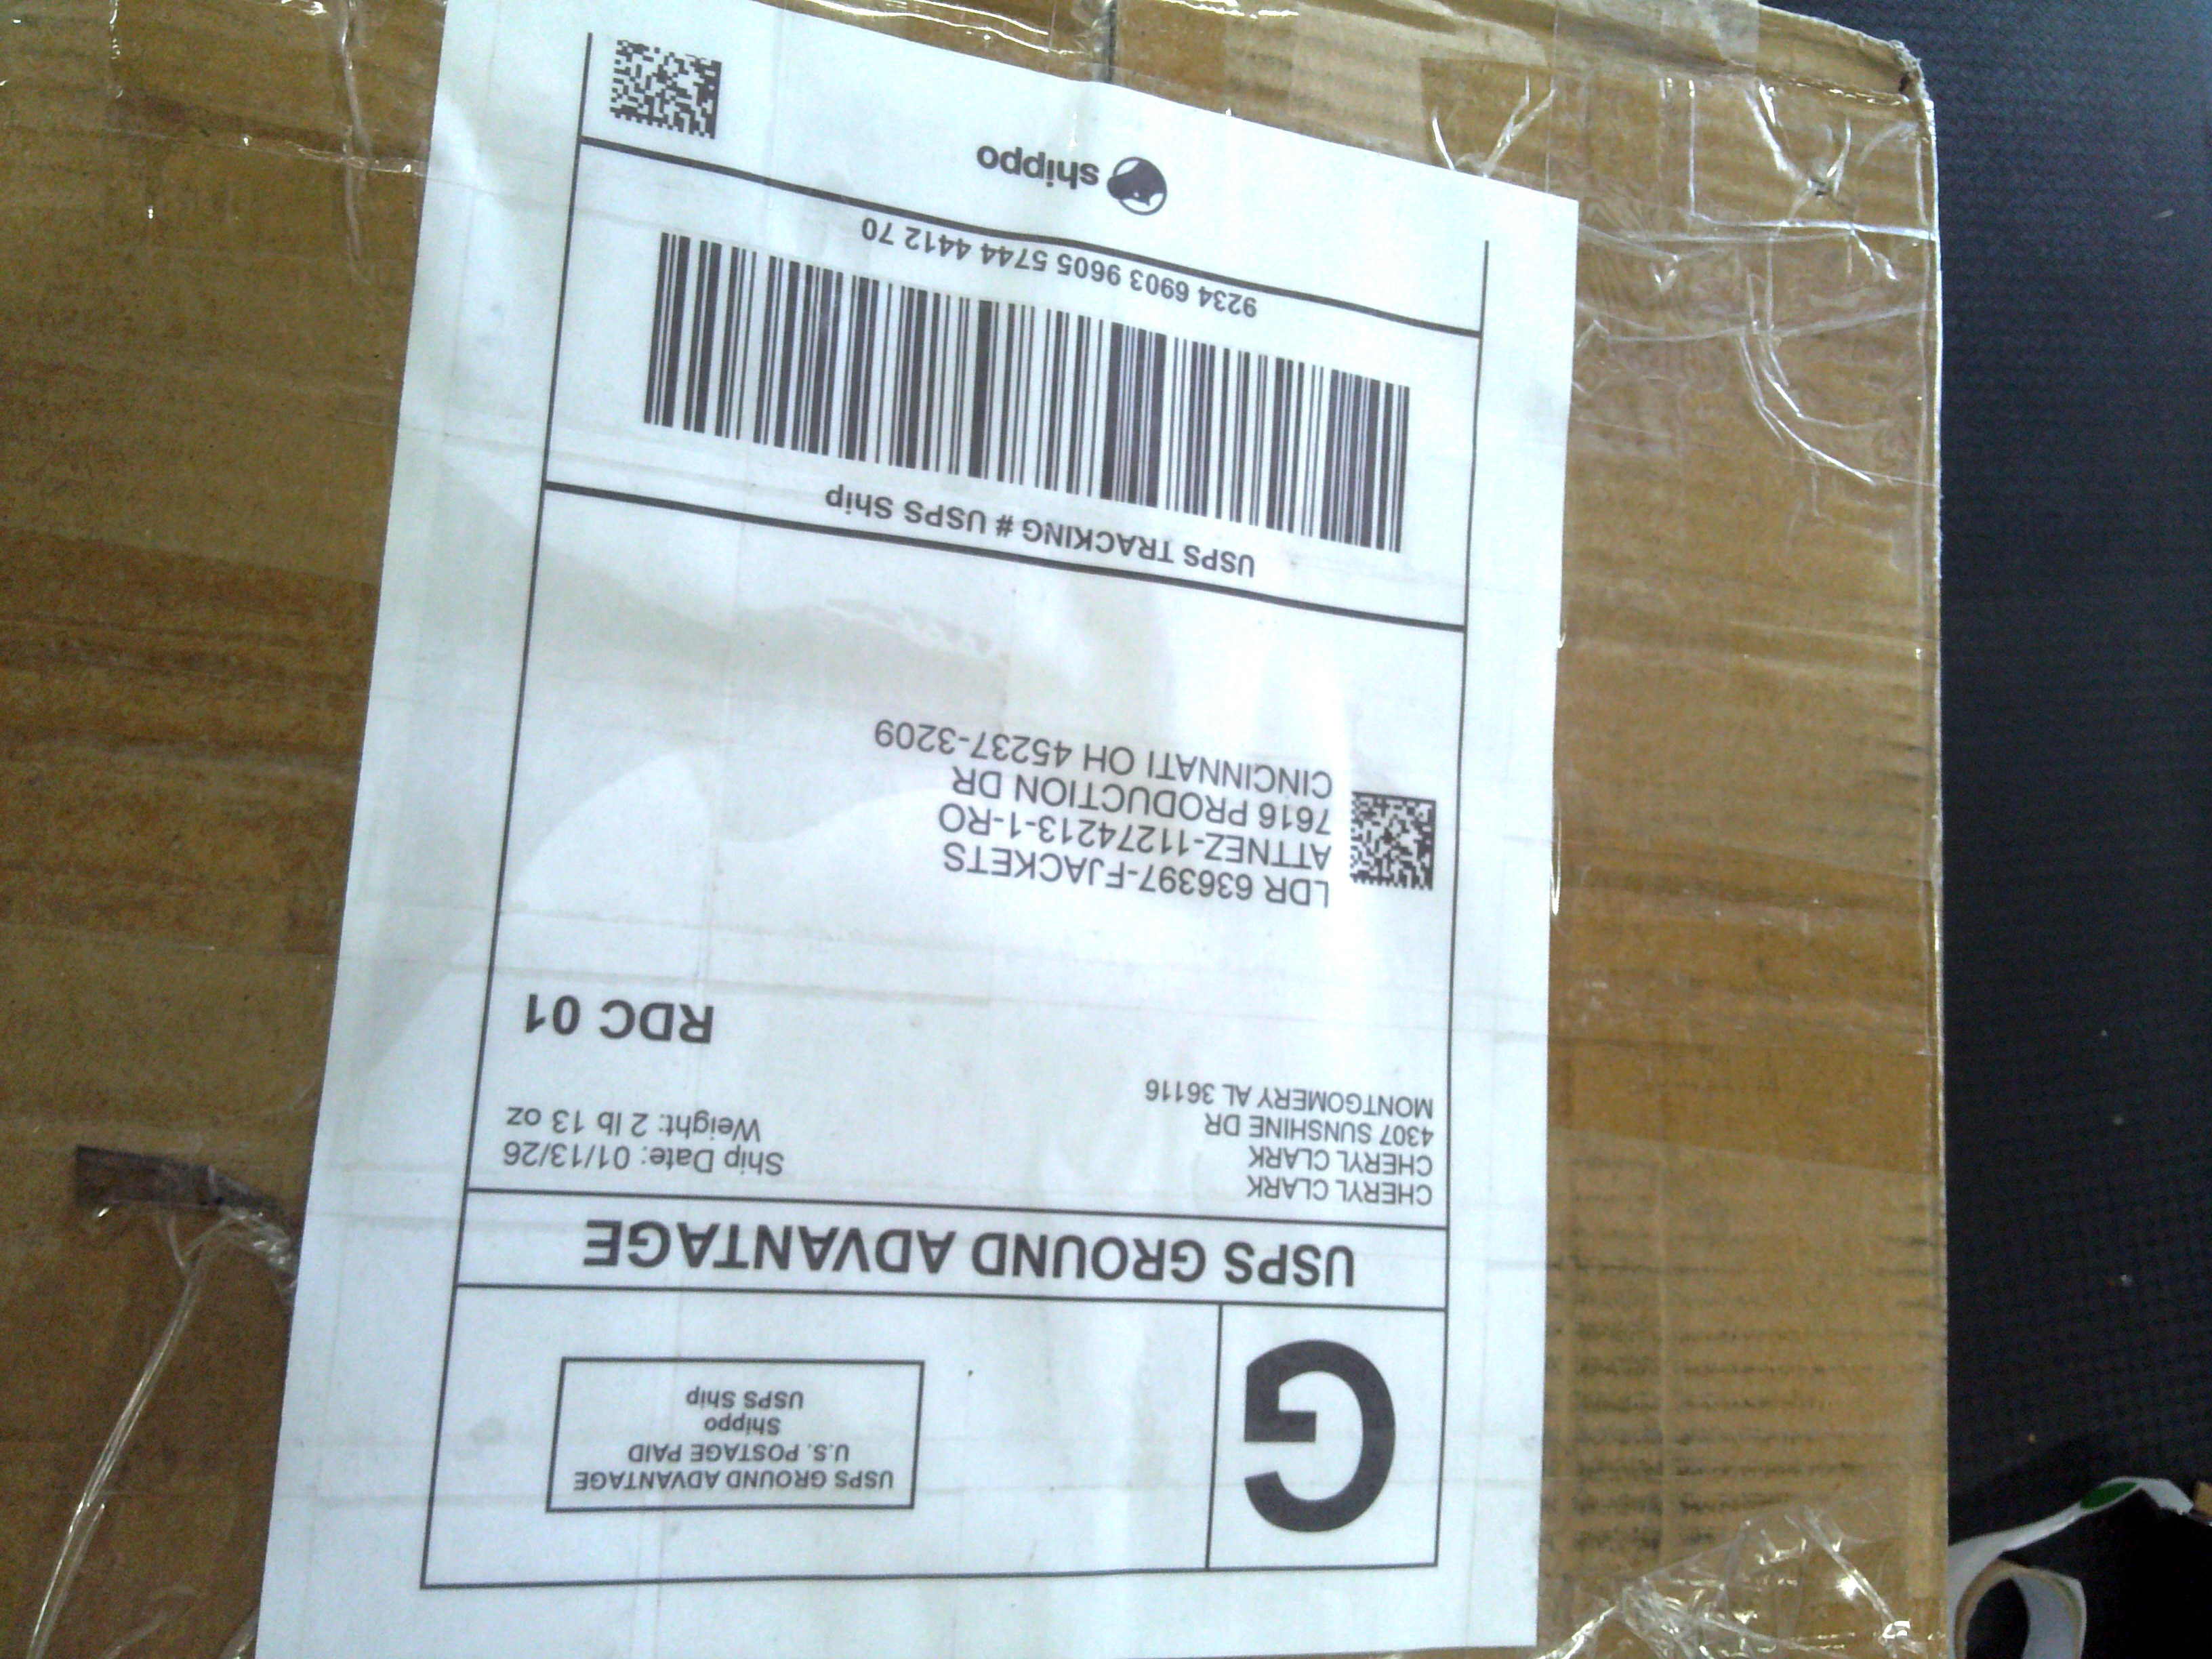 G
USPS GROUND ADVANTAGE
U.S. POSTAGE PAID
Shippo
USPS Ship
USPS GROUND ADVANTAGE
CHERYL CLARK
CHERYL CLARK
4307 SUNSHINE DR
MONTGOMERY AL 36116
Ship Date: 01/13/26
Weight: 2 lb 13 oz
RDC 01
LDR 636397-FJACKETS
ATTNEZ-11274213-1-RO
7616 PRODUCTION DR
CINCINNATI OH 45237-3209
USPS TRACKING # USPS Ship
9234 6903 9605 5744 4412 70
shippo